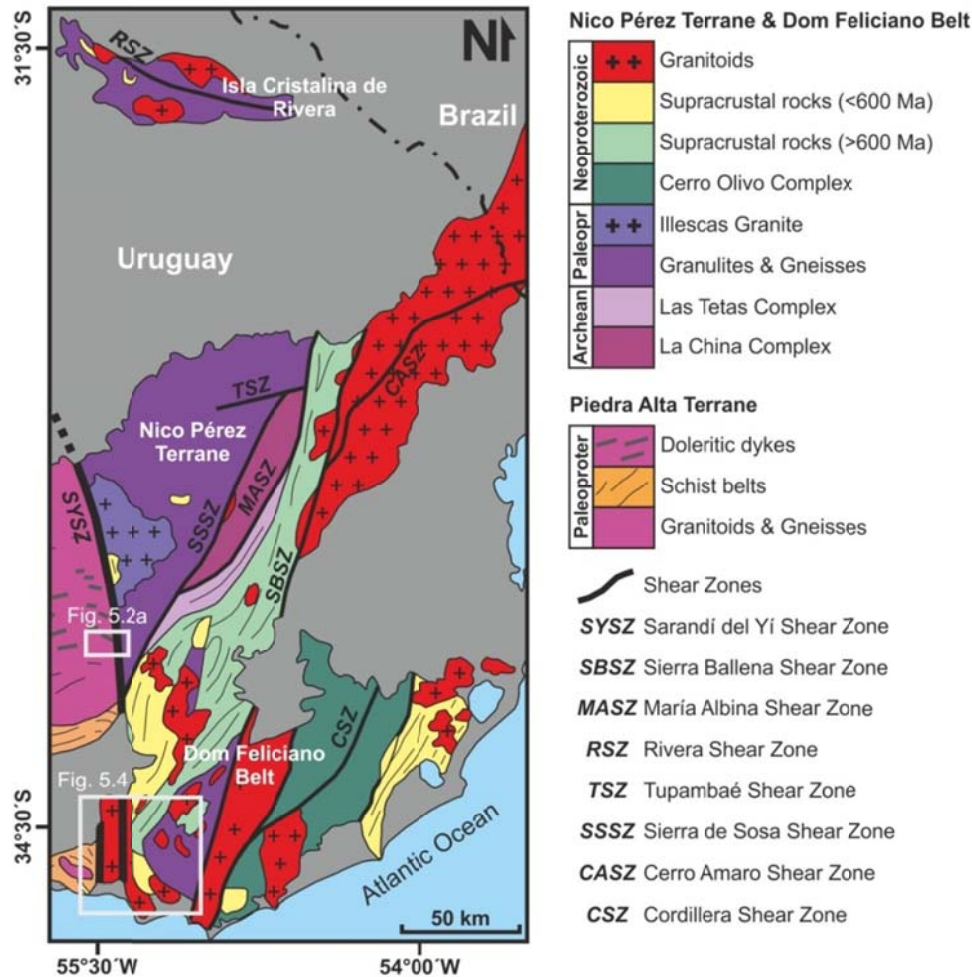 31°30´S
34°30´S
55°30´W
54°00´W
N
RSZ
Isla Cristalina de
Rivera
Brazil
Uruguay
CASZ
TSZ
Nico Pérez
Terrane
SYSZ
SSSZ
MASZ
SBSZ
Fig. 5.2a
CSZ
Dom Feliciano
Belt
Fig. 5.4
Atlantic Ocean
50 km
Nico Pérez Terrane & Dom Feliciano Belt
Neoproterozoic
Granitoids
Supracrustal rocks (<600 Ma)
Supracrustal rocks (>600 Ma)
Cerro Olivo Complex
Paleopr
Illescas Granite
Granulites & Gneisses
Archean
Las Tetas Complex
La China Complex
Piedra Alta Terrane
Paleoproter
Doleritic dykes
Schist belts
Granitoids & Gneisses
Shear Zones
SYSZ Sarandí del Yí Shear Zone
SBSZ Sierra Ballena Shear Zone
MASZ María Albina Shear Zone
RSZ Rivera Shear Zone
TSZ Tupambaé Shear Zone
SSSZ Sierra de Sosa Shear Zone
CASZ Cerro Amaro Shear Zone
CSZ Cordillera Shear Zone